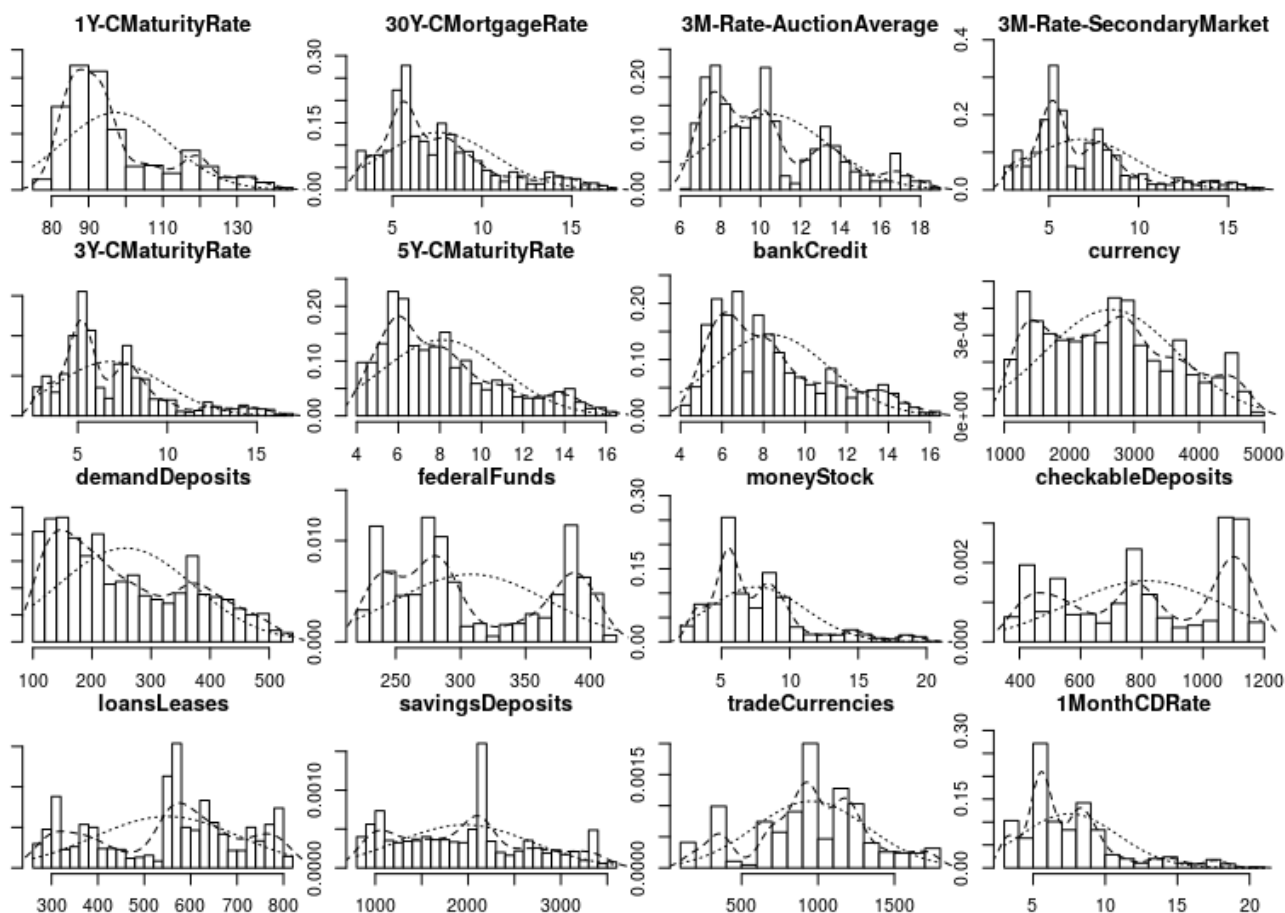 1Y-CMaturityRate 30Y-CMortgageRate 3M-Rate-AuctionAverage 3M-Rate-SecondaryMarket
0.00 0.15 0.30
0.00 0.10 0.20
0.0 0.2 0.4
80 90 110 130
5 10 15
6 8 10 12 14 16 18
5 10 15
3Y-CMaturityRate 5Y-CMaturityRate bankCredit currency
0.00 0.10 0.20
0.00 0.10 0.20
0e+00 3e-04
5 10 15
4 6 8 10 12 14 16
4 6 8 10 12 14 16
1000 2000 3000 4000 5000
demandDeposits federalFunds moneyStock checkableDeposits
0.000 0.010
0.00 0.15 0.30
0.000 0.002
100 200 300 400 500
250 300 350 400
5 10 15 20
400 600 800 1000 1200
loansLeases savingsDeposits tradeCurrencies 1MonthCDRate
0.0000 0.0010
0.0000 0.0015
0.00 0.15 0.30
300 400 500 600 700 800
1000 2000 3000
500 1000 1500
5 10 15 20